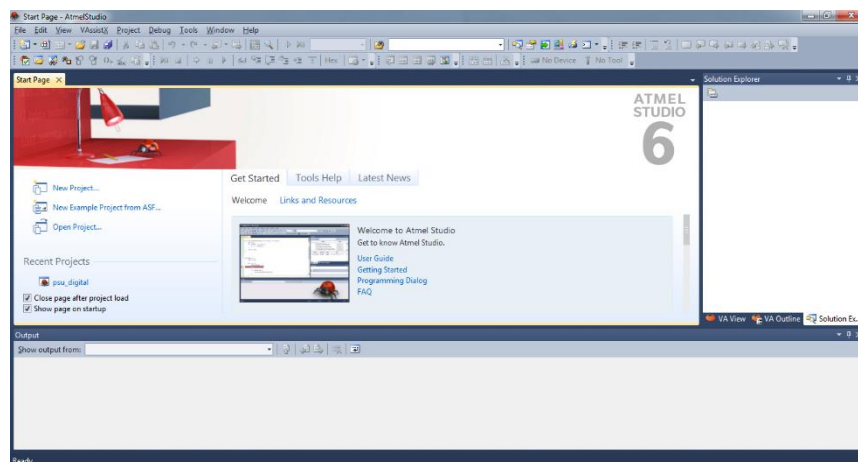 Start Page - AtmelStudio
File Edit View VAssistX Project Debug Tools Window Help
Hex No Device No Tool
Start Page
Solution Explorer
ATMEL
STUDIO
6
Get Started Tools Help Latest News
New Project...
Welcome Links and Resources
New Example Project from ASF...
Open Project...
Welcome to Atmel Studio
Get to know Atmel Studio.
User Guide
Getting Started
Programming Dialog
FAQ
Recent Projects
psu_digital
Close page after project load
Show page on startup
VA View VA Outline Solution Ex...
Output
Show output from:
Ready